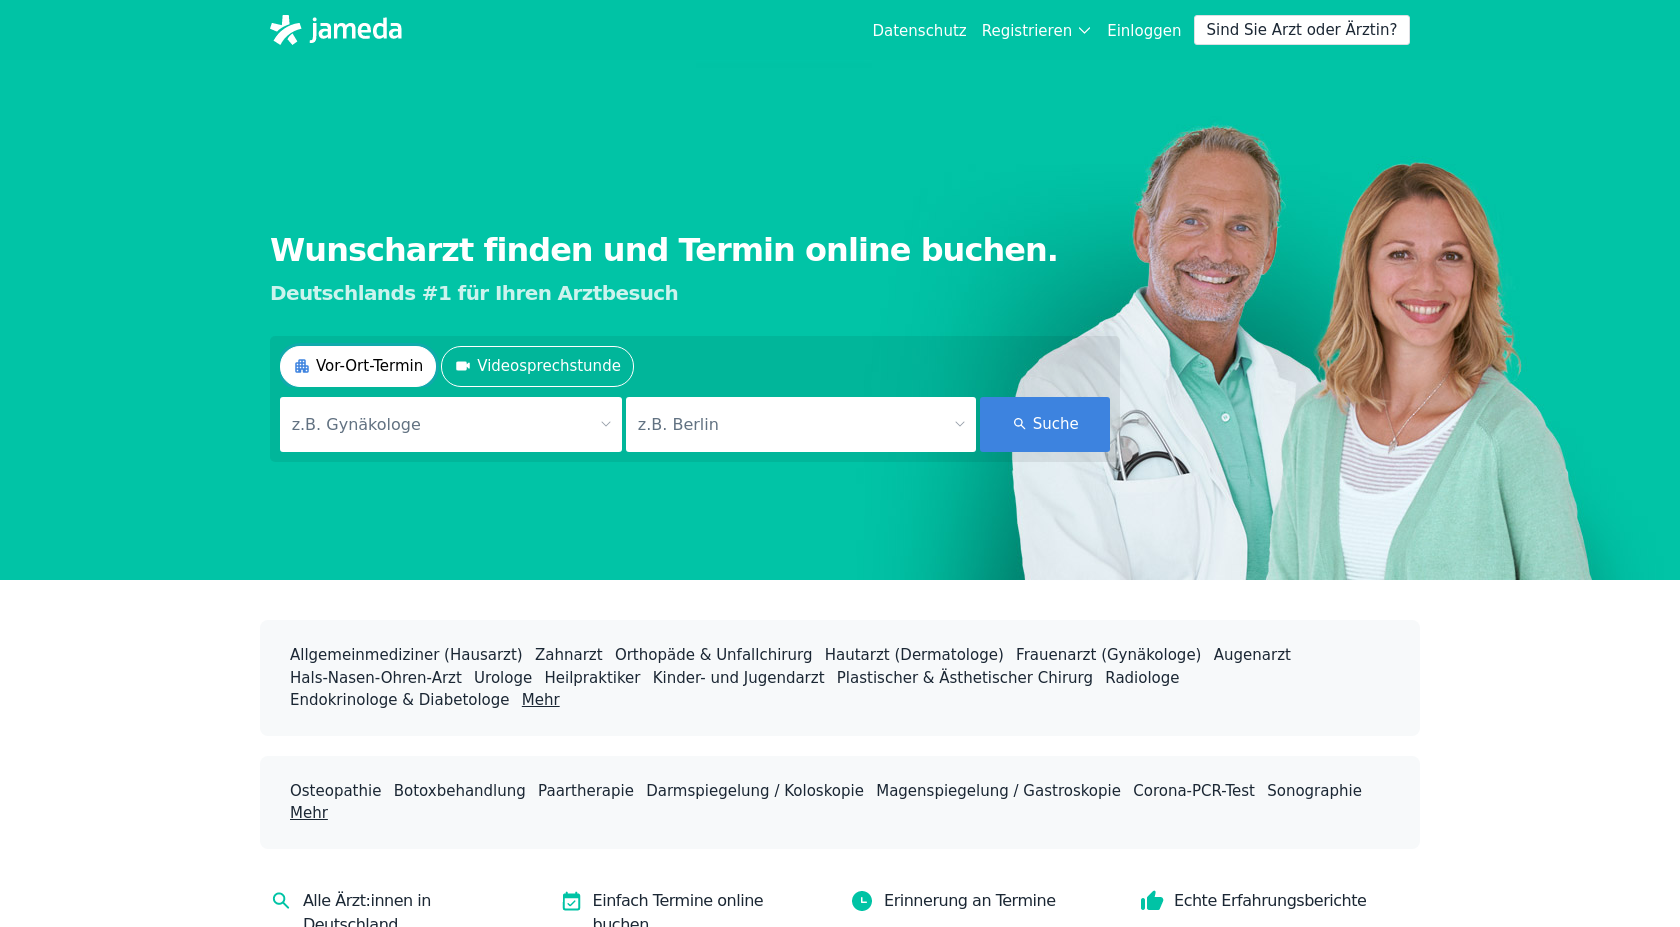 jameda
Datenschutz Registrieren Einloggen Sind Sie Arzt oder Ärztin?
Wunscharzt finden und Termin online buchen.
Deutschlands #1 für Ihren Arztbesuch
Vor-Ort-Termin Videosprechstunde
z.B. Gynäkologe z.B. Berlin Suche
Allgemeinmediziner (Hausarzt) Zahnarzt Orthopäde & Unfallchirurg Hautarzt (Dermatologe) Frauenarzt (Gynäkologe) Augenarzt
Hals-Nasen-Ohren-Arzt Urologe Heilpraktiker Kinder- und Jugendarzt Plastischer & Ästhetischer Chirurg Radiologe
Endokrinologe & Diabetologe Mehr
Osteopathie Botoxbehandlung Paartherapie Darmspiegelung / Koloskopie Magenspiegelung / Gastroskopie Corona-PCR-Test Sonographie
Mehr
Alle Ärzt:innen in
Deutschland
Einfach Termine online
buchen
Erinnerung an Termine
Echte Erfahrungsberichte